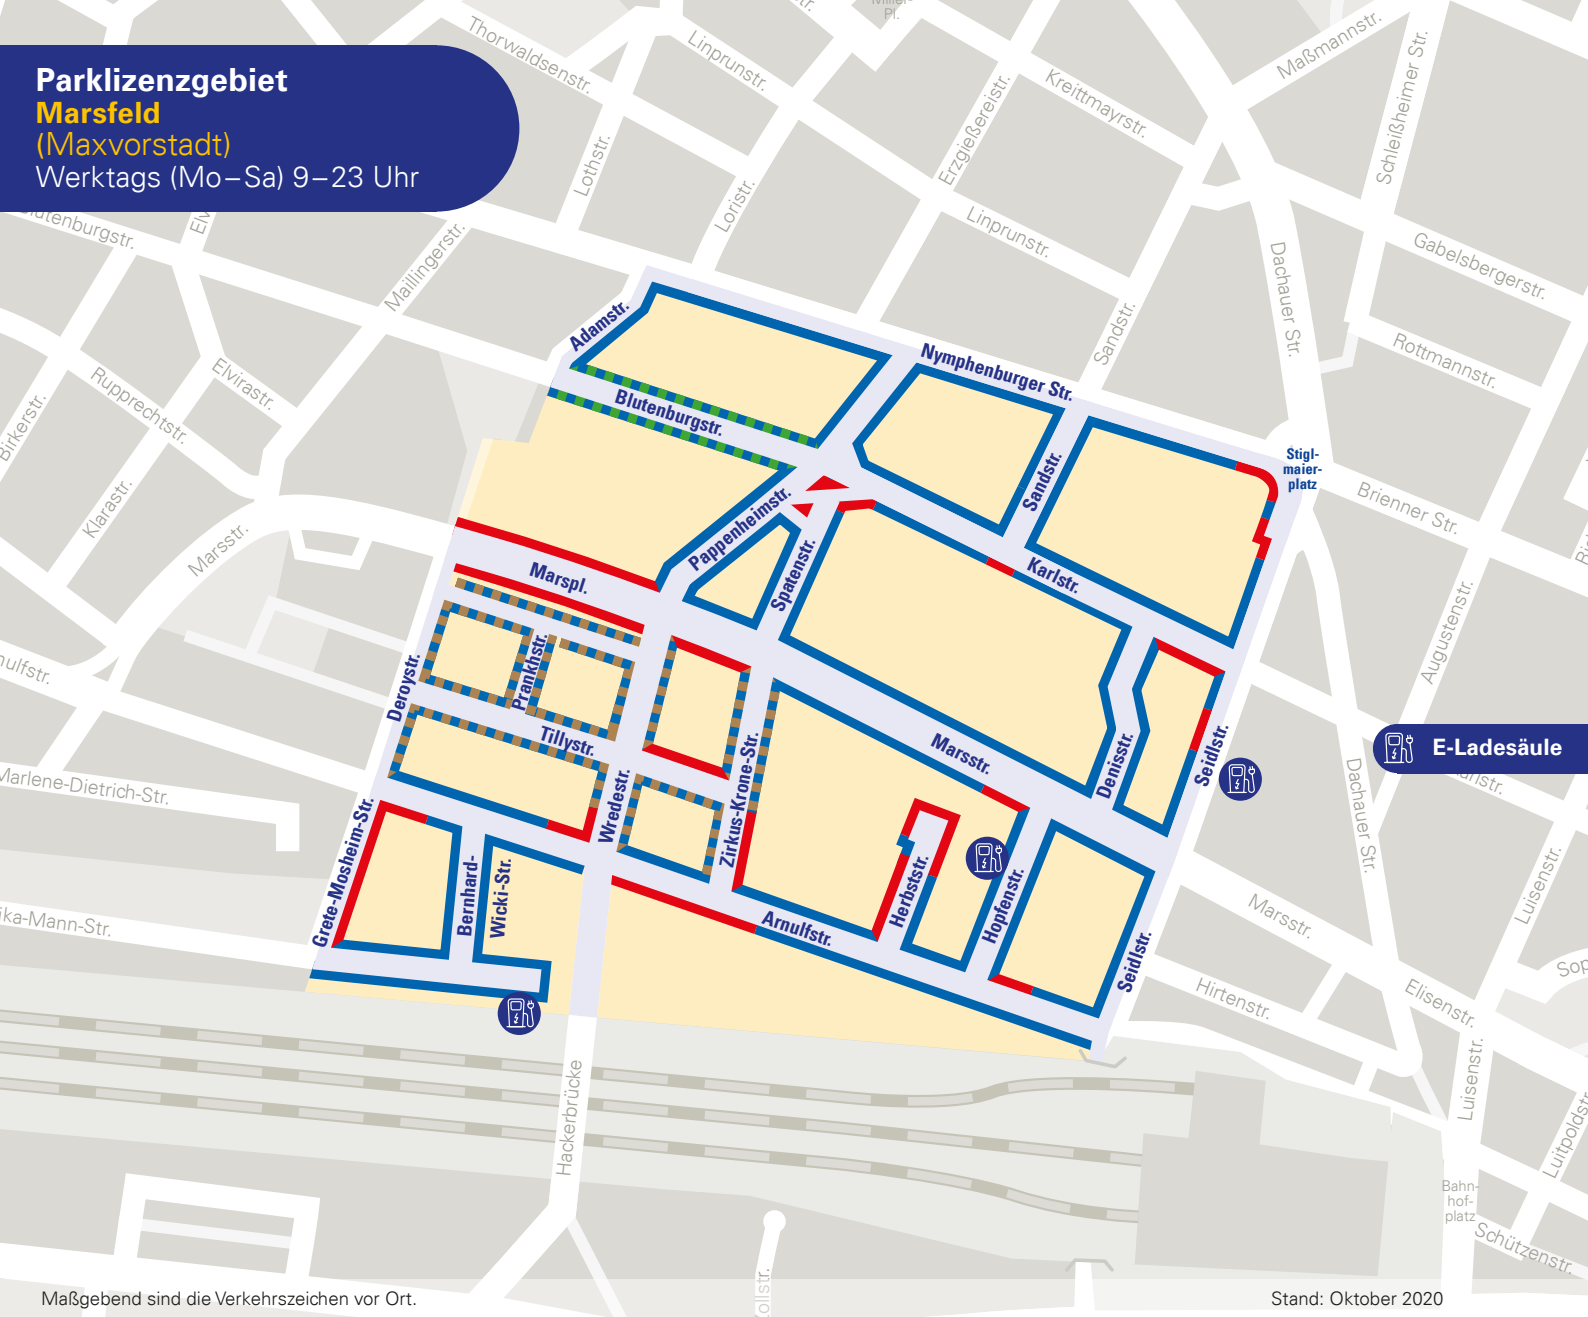 Parklizenzgebiet
Marsfeld
(Maxvorstadt)
Werktags (Mo–Sa) 9–23 Uhr
Thorwaldsenstr.
Linprunstr.
Pl.
Kreittmayrstr.
Maßmannstr.
Schleißheimer Str.
Lothstr.
Loristr.
Erzgießereistr.
Linprunstr.
Mailingerstr.
Sandstr.
Dachauer Str.
Gabelsbergerstr.
Rottmannstr.
Elvirastr.
Rupprechtstr.
Birkerstr.
Klarastr.
Marsstr.
Adamstr.
Nymphenburger Str.
Blutenburgstr.
Sandstr.
Stigl-
maier-
platz
Brienner Str.
Pappenheimstr.
Spatenstr.
Karlstr.
Marspl.
Augustenstr.
Prankhstr.
Deroystr.
Tillystr.
Marsstr.
Denisstr.
Seidlstr.
E-Ladesäule
Zirkus-Krone-Str.
Wredestr.
Marlene-Dietrich-Str.
Dachauer Str.
Grete-Mosheim-Str.
Bernhard-
Wicki-Str.
Herbststr.
Hopfenstr.
Arnulfstr.
Seidlstr.
Marsstr.
Luisenstr.
Hirtenstr.
Elisenstr.
Luisenstr.
Hackerbrücke
Bahn-
hof-
platz
Schützenstr.
Maßgebend sind die Verkehrszeichen vor Ort.
Stand: Oktober 2020